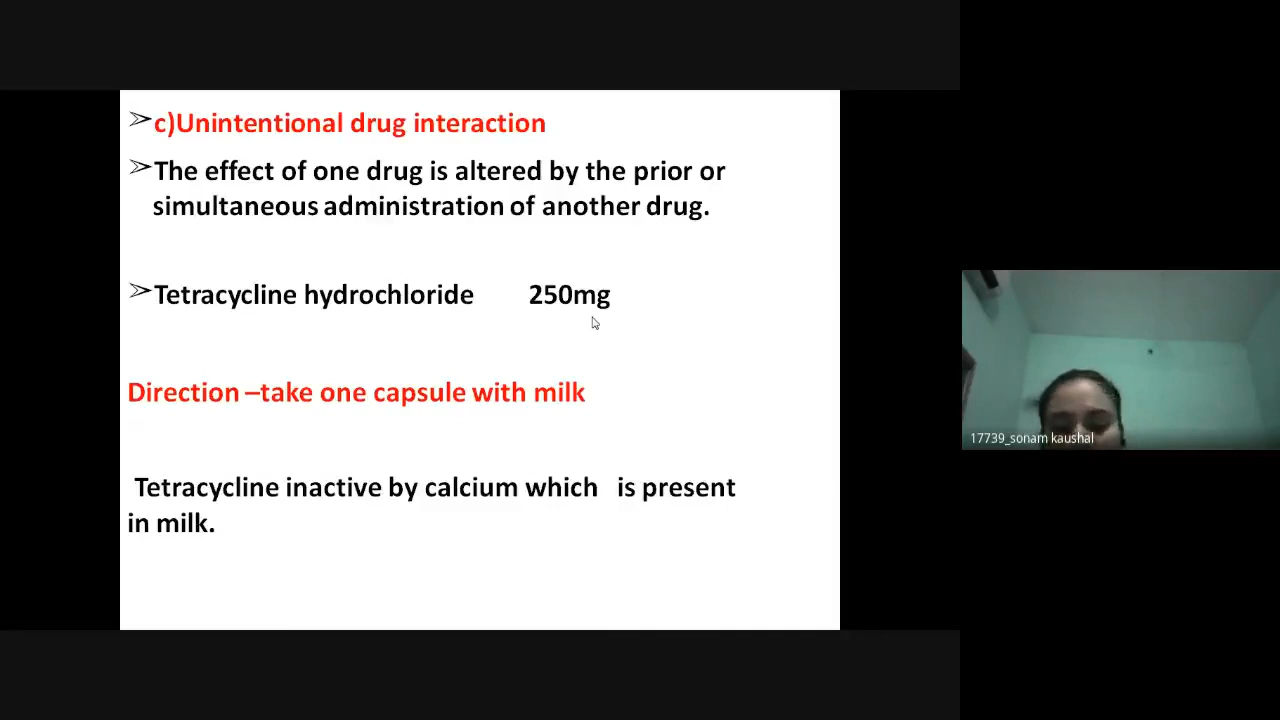 ➢c)Unintentional drug interaction
➢The effect of one drug is altered by the prior or
simultaneous administration of another drug.
➢Tetracycline hydrochloride 250mg
Direction –take one capsule with milk
Tetracycline inactive by calcium which is present
in milk.
17739_sonam kaushal